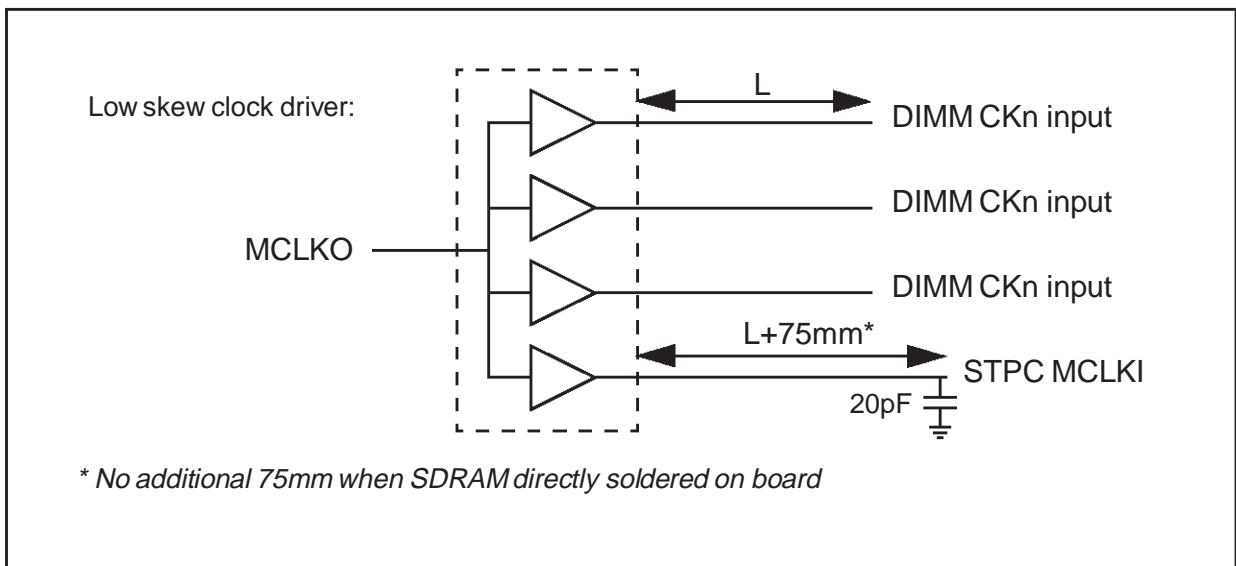 Low skew clock driver:
L
DIMM CKn input
DIMM CKn input
MCLKO
DIMM CKn input
L+75mm*
STPC MCLKI
20pF
* No additional 75mm when SDRAM directly soldered on board